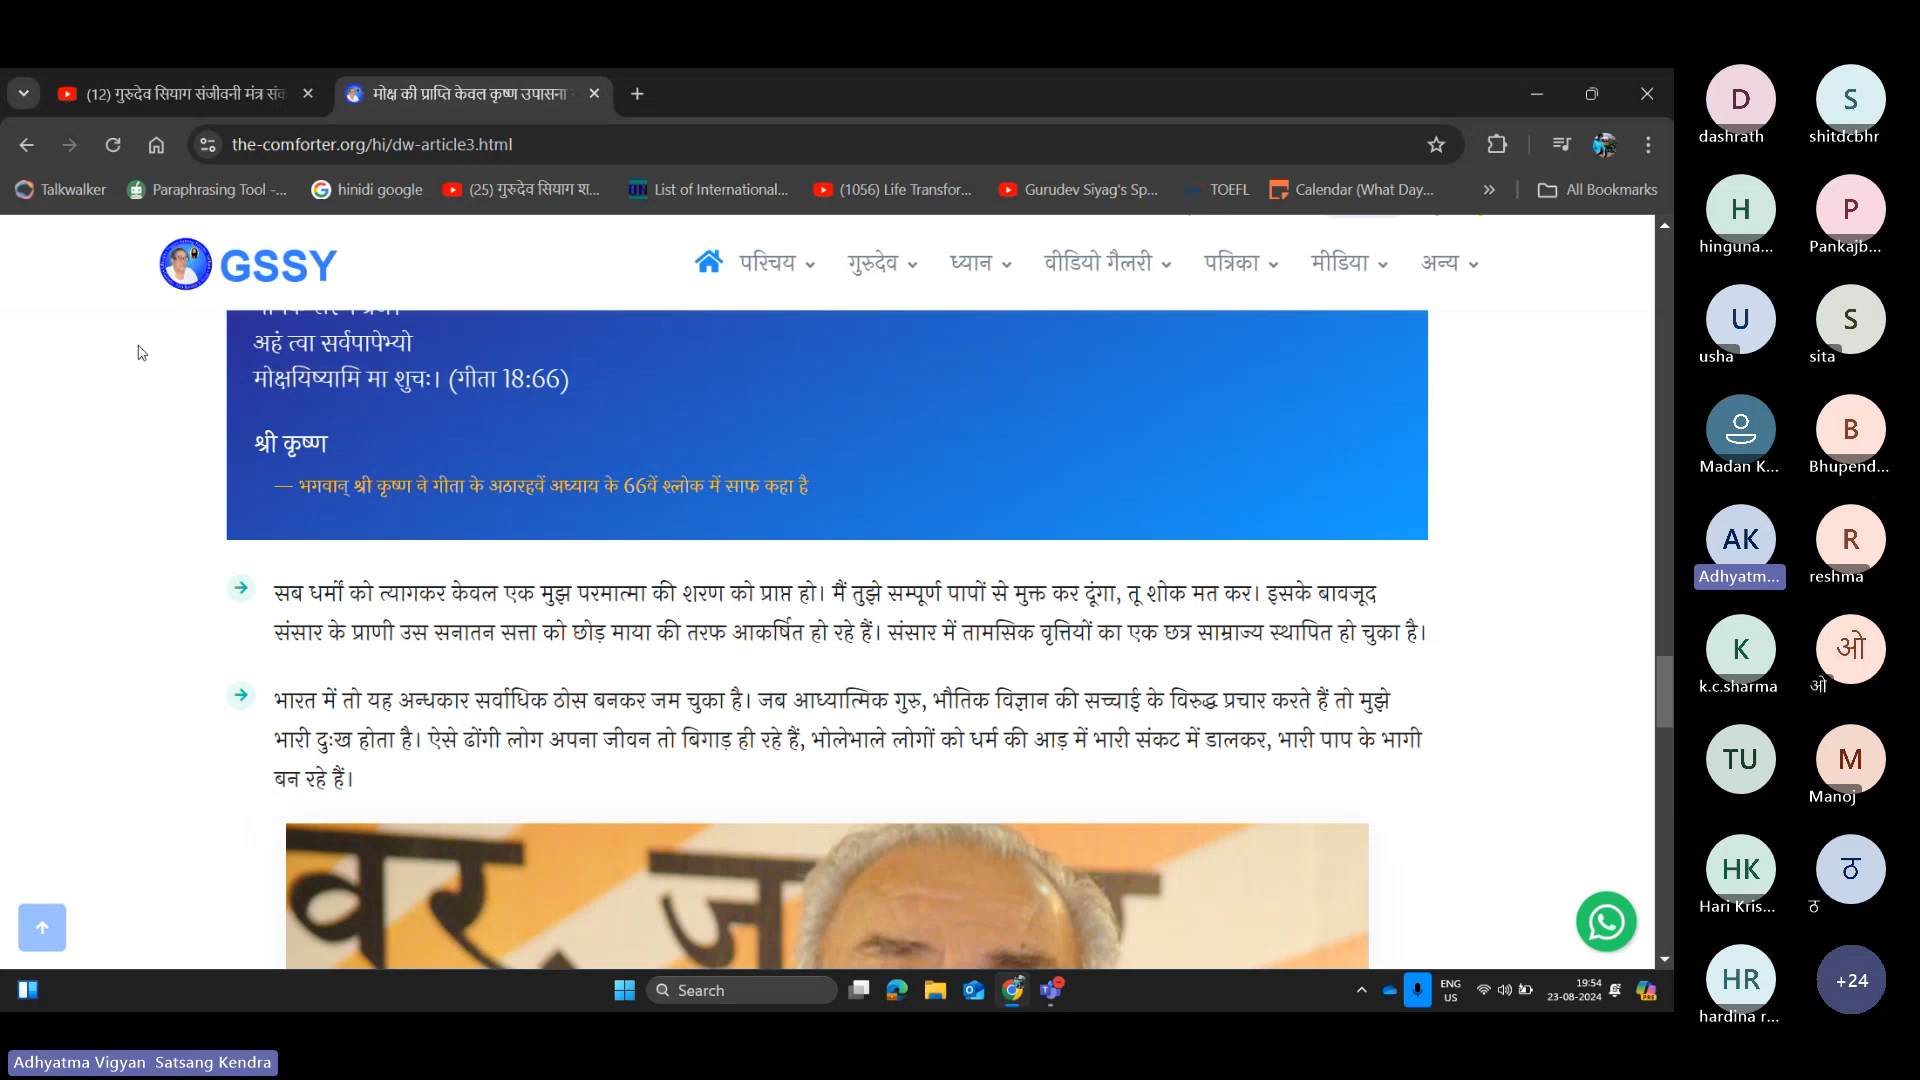 (12) गुरुदेव सियाग संजीवनी मंत्र संव
मोक्ष की प्राप्ति केवल कृष्ण उपासना
the-comforter.org/hi/dw-article3.html
Talkwalker
Paraphrasing Tool -...
hinidi google
(25) गुरुदेव सियाग श...
List of International...
(1056) Life Transfor...
Gurudev Siyag's Sp...
TOEFL
Calendar (What Day...
All Bookmarks
GSSY
परिचय
गुरुदेव
ध्यान
वीडियो गैलरी
पत्रिका
मीडिया
अन्य
अहं त्वा सर्वपापेभ्यो
मोक्षयिष्यामि मा शुचः। (गीता 18:66)
श्री कृष्ण
— भगवान् श्री कृष्ण ने गीता के अठारहवें अध्याय के 66वें श्लोक में साफ कहा है
सब धर्मों को त्यागकर केवल एक मुझ परमात्मा की शरण को प्राप्त हो। मैं तुझे सम्पूर्ण पापों से मुक्त कर दूंगा, तू शोक मत कर। इसके बावजूद
संसार के प्राणी उस सनातन सत्ता को छोड़ माया की तरफ आकर्षित हो रहे हैं। संसार में तामसिक वृत्तियों का एक छत्र साम्राज्य स्थापित हो चुका है।
भारत में तो यह अन्धकार सर्वाधिक ठोस बनकर जम चुका है। जब आध्यात्मिक गुरु, भौतिक विज्ञान की सच्चाई के विरुद्ध प्रचार करते हैं तो मुझे
भारी दुःख होता है। ऐसे ढोंगी लोग अपना जीवन तो बिगाड़ ही रहे हैं, भोलेभाले लोगों को धर्म की आड़ में भारी संकट में डालकर, भारी पाप के भागी
बन रहे हैं।
Search
ENG
US
19:54
23-08-2024
D
dashrath
S
shitdcbhr
H
hinguna...
P
Pankajb...
U
usha
S
sita
Madan K...
B
Bhupend...
AK
Adhyatm...
R
reshma
K
k.c.sharma
ओ
ओ
TU
M
Manoj
HK
Hari Kris...
ठ
ठ
HR
hardina r...
+24
Adhyatma Vigyan Satsang Kendra